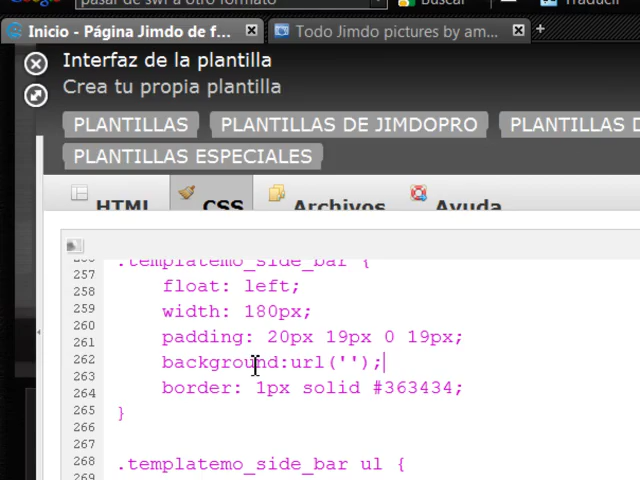 Google
pasar de swf a otro formato
Buscar
Traducir
Inicio - Página Jimdo de f...
Todo Jimdo pictures by am...
Interfaz de la plantilla
Crea tu propia plantilla
PLANTILLAS
PLANTILLAS DE JIMDOPRO
PLANTILLAS D
PLANTILLAS ESPECIALES
HTML
CSS
Archivos
Ayuda
.templatemo_side_bar {
257
258 float: left;
259 width: 180px;
260
261 padding: 20px 19px 0 19px;
262 background:url('');
263 border: 1px solid #363434;
264
265 }
266
267
268 .templatemo_side_bar ul {
269